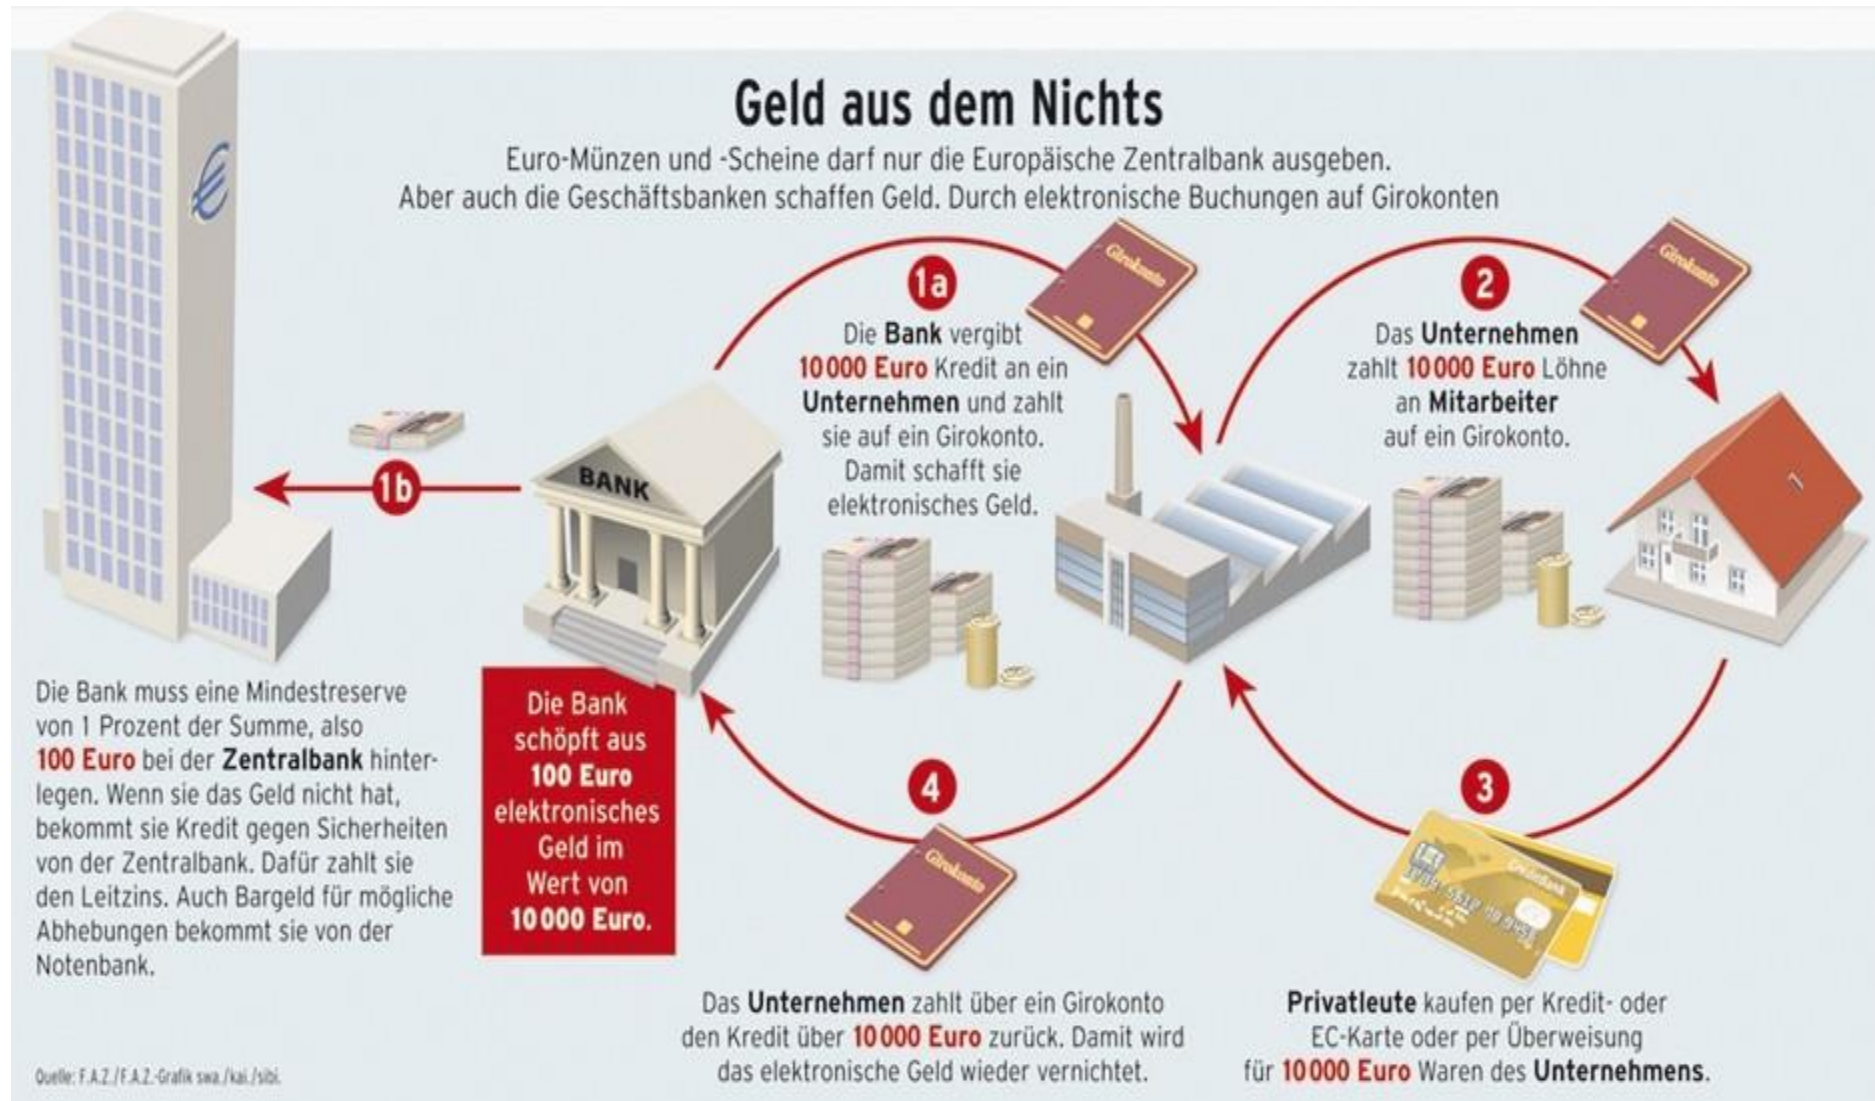 Geld aus dem Nichts
Euro-Münzen und -Scheine darf nur die Europäische Zentralbank ausgeben.
Aber auch die Geschäftsbanken schaffen Geld. Durch elektronische Buchungen auf Girokonten
1a
Girokonto
Die Bank vergibt
10 000 Euro Kredit an ein
Unternehmen und zahlt
sie auf ein Girokonto.
Damit schafft sie
elektronisches Geld.
2
Girokonto
Das Unternehmen
zahlt 10 000 Euro Löhne
an Mitarbeiter
auf ein Girokonto.
€
1b
BANK
Die Bank muss eine Mindestreserve
von 1 Prozent der Summe, also
100 Euro bei der Zentralbank hinter-
legen. Wenn sie das Geld nicht hat,
bekommt sie Kredit gegen Sicherheiten
von der Zentralbank. Dafür zahlt sie
den Leitzins. Auch Bargeld für mögliche
Abhebungen bekommt sie von der
Notenbank.
Die Bank
schöpft aus
100 Euro
elektronisches
Geld im
Wert von
10 000 Euro.
4
Girokonto
Das Unternehmen zahlt über ein Girokonto
den Kredit über 10 000 Euro zurück. Damit wird
das elektronische Geld wieder vernichtet.
3
Privatleute kaufen per Kredit- oder
EC-Karte oder per Überweisung
für 10 000 Euro Waren des Unternehmens.
Quelle: F.A.Z./F.A.Z.-Grafik swa./kai./sibi.